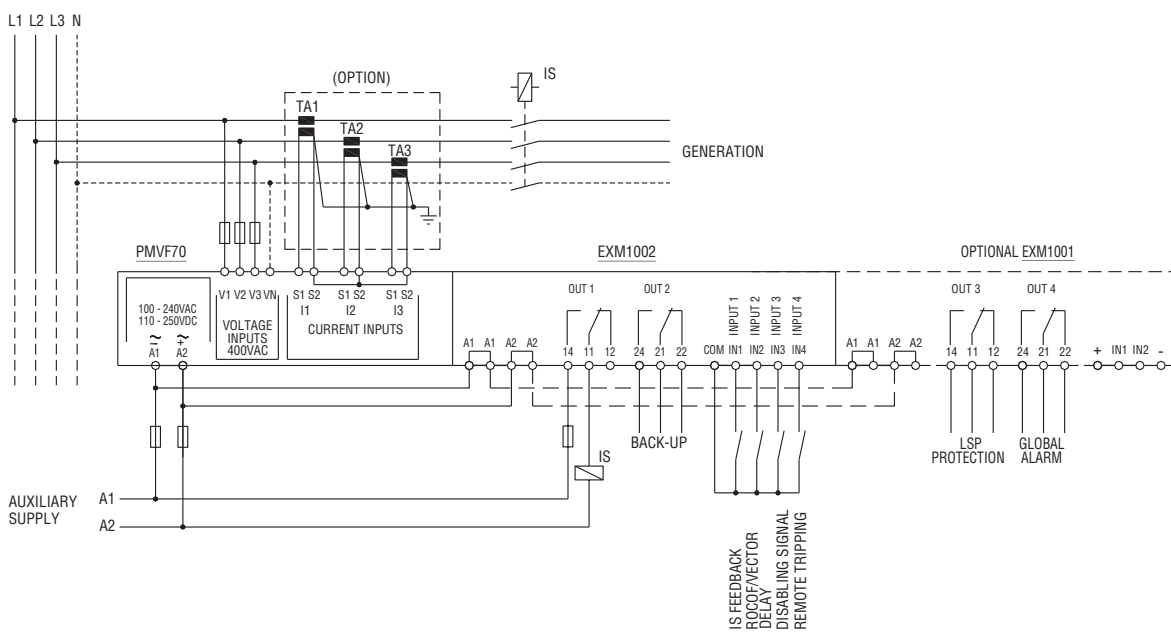 L1 L2 L3 N
(OPTION)
IS
TA1
TA2
TA3
GENERATION
PMVF70
EXM1002
OPTIONAL EXM1001
100 - 240VAC
110 - 250VDC
~ ~
– +
A1 A2
V1 V2 V3 VN
VOLTAGE
INPUTS
400VAC
S1 S2 S1 S2 S1 S2
I1 I2 I3
CURRENT INPUTS
A1 A1 A2 A2
OUT 1
14 11 12
OUT 2
24 21 22
INPUT 1
INPUT 2
INPUT 3
INPUT 4
COM IN1 IN2 IN3 IN4
A1 A1 A2 A2
OUT 3
14 11 12
OUT 4
24 21 22
+ IN1 IN2 -
BACK-UP
LSP
PROTECTION
GLOBAL
ALARM
IS
AUXILIARY
SUPPLY
A1
A2
IS FEEDBACK
ROCOF/VECTOR
DELAY
DISABLING SIGNAL
REMOTE TRIPPING